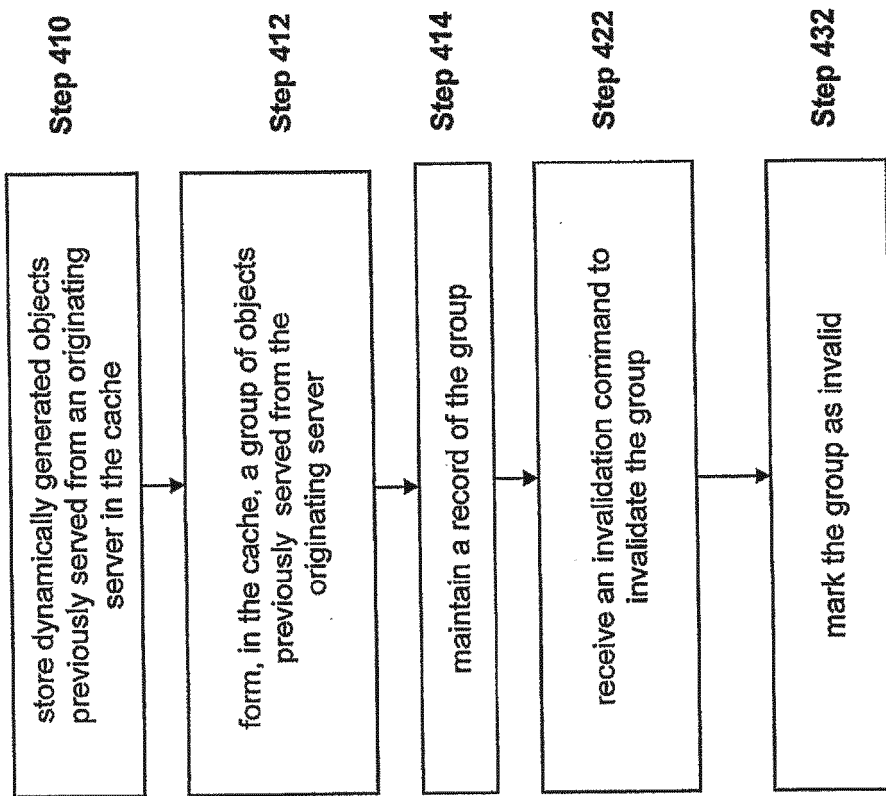 store dynamically generated objects
previously served from an originating
server in the cache
Step 410
form, in the cache, a group of objects
previously served from the
originating server
Step 412
maintain a record of the group
Step 414
receive an invalidation command to
invalidate the group
Step 422
mark the group as invalid
Step 432